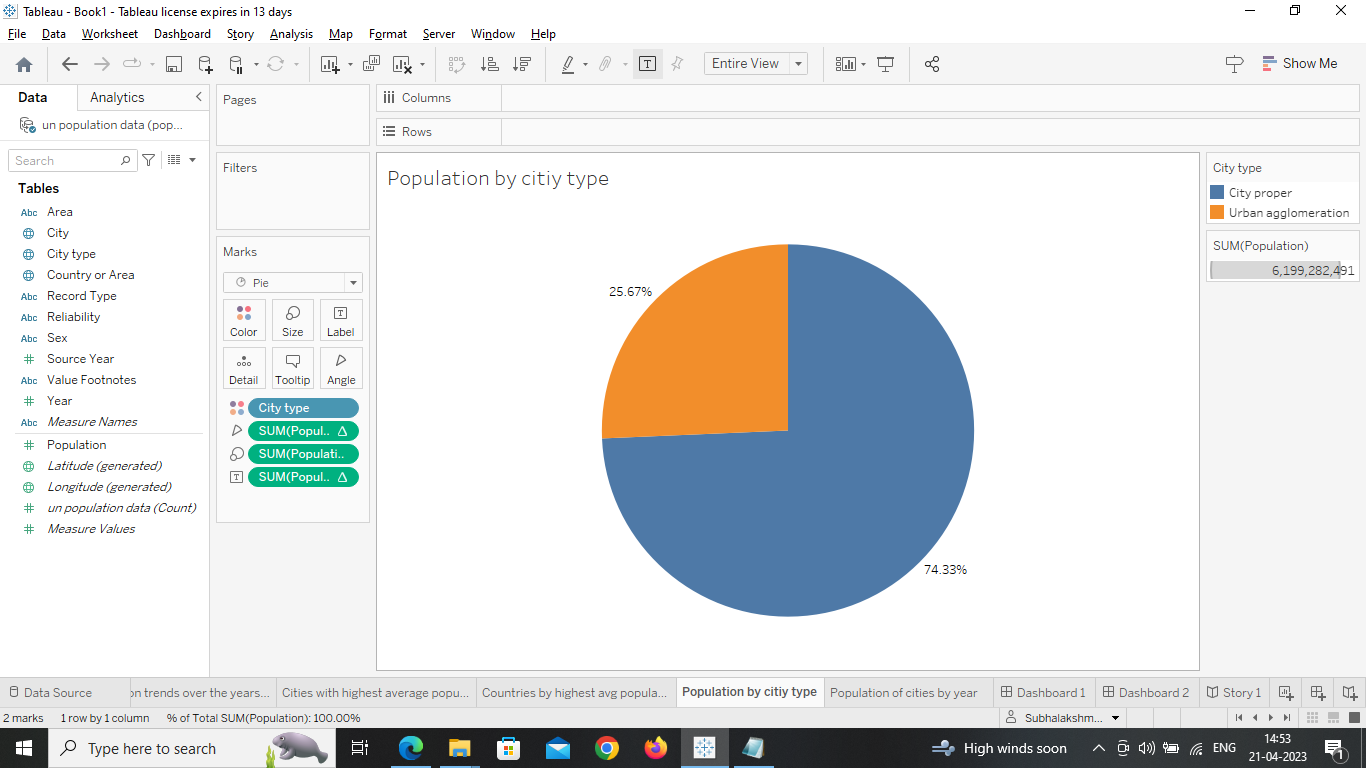 Tableau - Book1 - Tableau license expires in 13 days
File Data Worksheet Dashboard Story Analysis Map Format Server Window Help
Entire View
Show Me
Data Analytics
un population data (pop...
Search
Tables
Abc Area
City
City type
Country or Area
Abc Record Type
Abc Reliability
Abc Sex
Source Year
Abc Value Footnotes
Year
Abc Measure Names
Population
Latitude (generated)
Longitude (generated)
un population data (Count)
Measure Values
Pages
Filters
Marks
Pie
Color Size Label
Detail Tooltip Angle
City type
SUM(Popul..
SUM(Populati..
SUM(Popul..
Columns
Rows
Population by citiy type
25.67%
74.33%
City type
City proper
Urban agglomeration
SUM(Population)
6,199,282,491
Data Source on trends over the years... Cities with highest average popu... Countries by highest avg popula... Population by citiy type Population of cities by year Dashboard 1 Dashboard 2 Story 1
2 marks 1 row by 1 column % of Total SUM(Population): 100.00% Subhalakshm...
Type here to search High winds soon ENG 14:53
21-04-2023
1